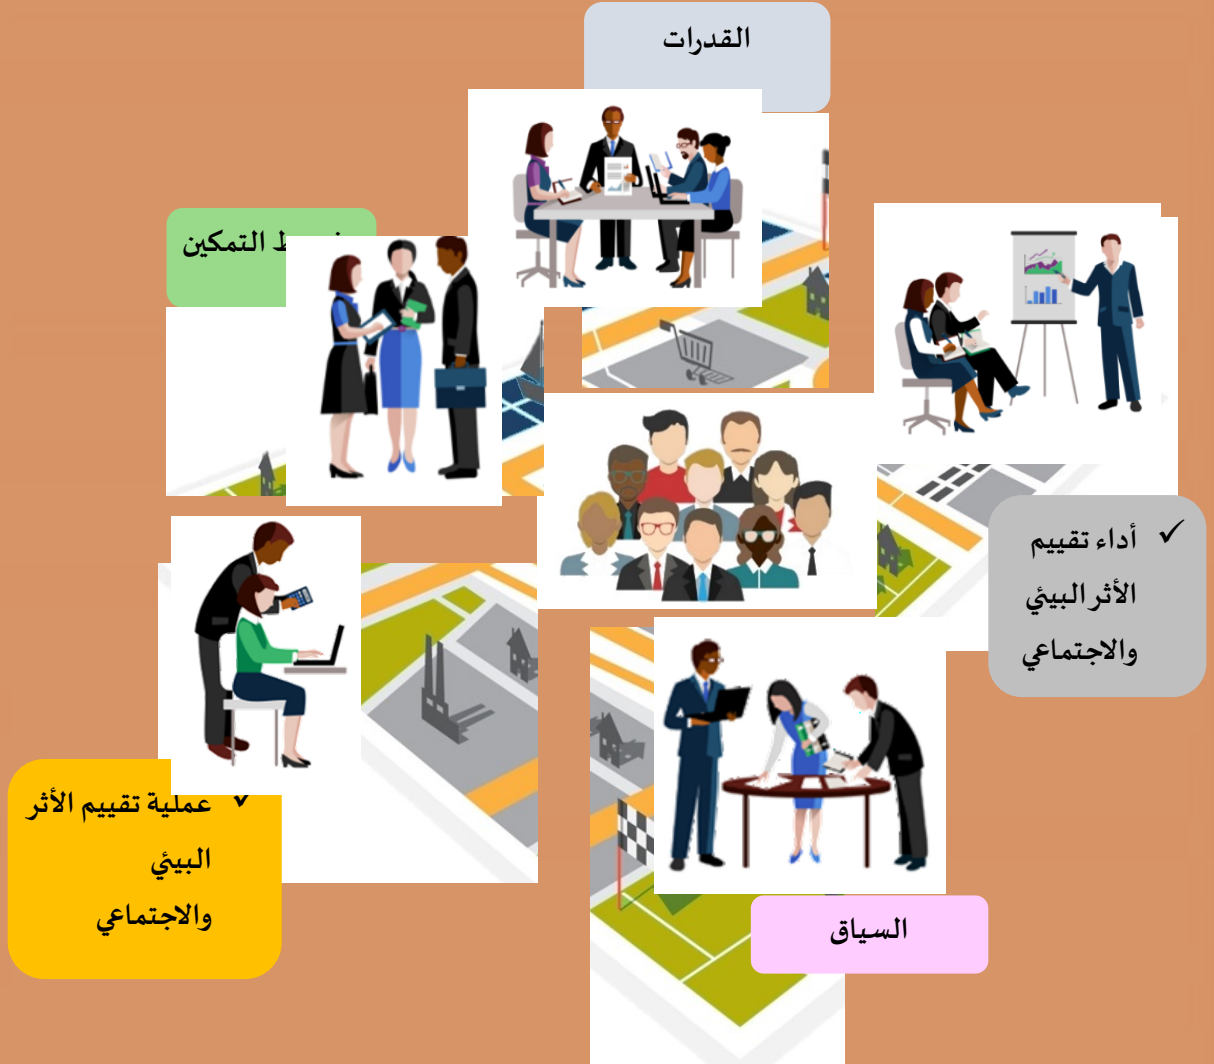 القدرات
التمكين
✓ أداء تقييم
الأثر البيئي
والاجتماعي
✓ عملية تقييم الأثر
البيئي
والاجتماعي
السياق